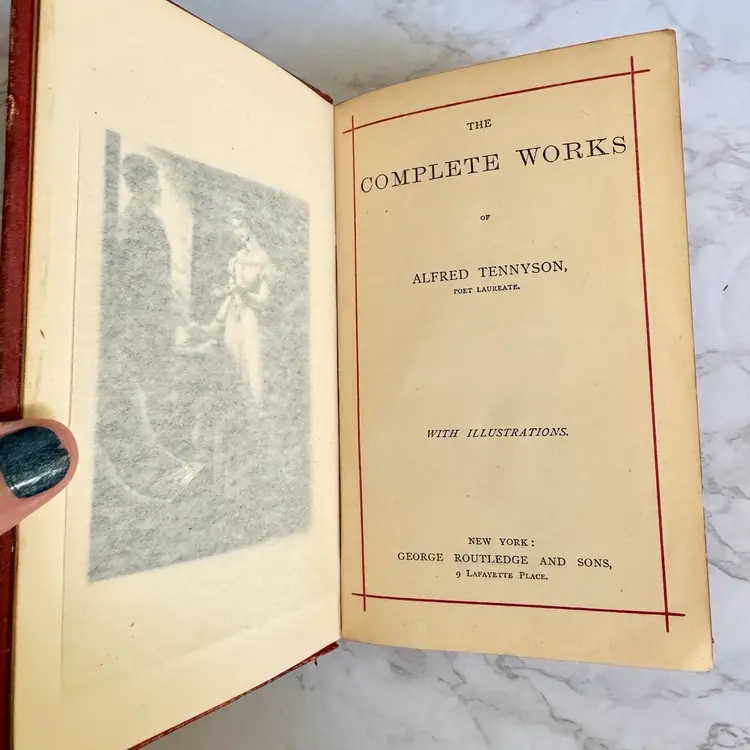 THE
COMPLETE WORKS
OF
ALFRED TENNYSON,
POET LAUREATE.
WITH ILLUSTRATIONS.
NEW YORK:
GEORGE ROUTLEDGE AND SONS,
9 LAFAYETTE PLACE.